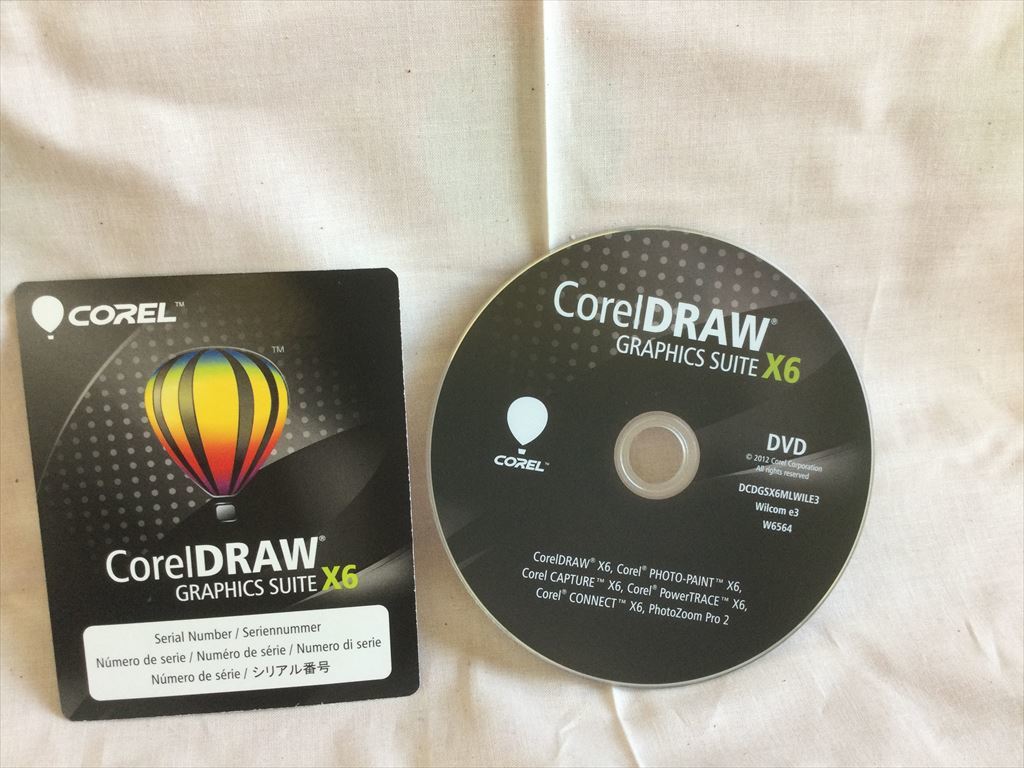 COREL™
™
CorelDRAW®
GRAPHICS SUITE X6
Serial Number / Seriennummer
Número de serie / Numéro de série / Numero di serie
Número de série / シリアル番号
CorelDRAW®
GRAPHICS SUITE X6
COREL™
DVD
© 2012 Corel Corporation
All rights reserved
DCDGSX6MLWILE3
Wilcom e3
W6564
CorelDRAW® X6, Corel® PHOTO-PAINT™ X6,
Corel CAPTURE™ X6, Corel® PowerTRACE™ X6,
Corel® CONNECT™ X6, PhotoZoom Pro 2